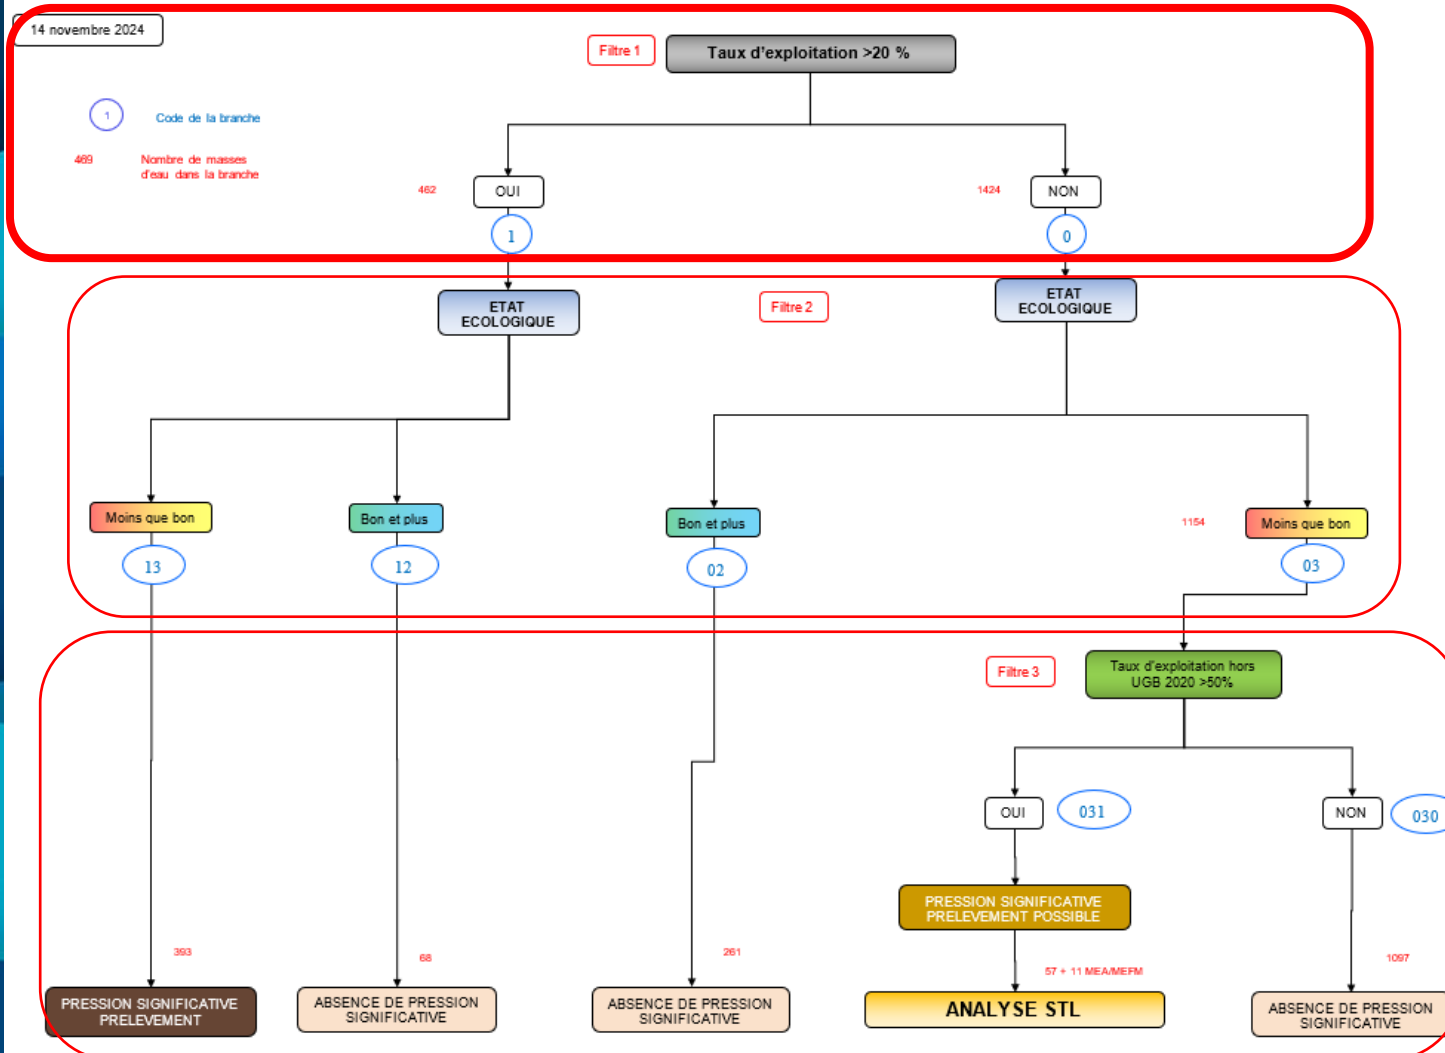 14 novembre 2024
Filtre 1
Taux d'exploitation >20 %
1
Code de la branche
469
Nombre de masses
d'eau dans la branche
462
OUI
1424
NON
1
0
ETAT
ECOLOGIQUE
Filtre 2
ETAT
ECOLOGIQUE
Moins que bon
Bon et plus
Bon et plus
1154
Moins que bon
13
12
02
03
Filtre 3
Taux d'exploitation hors
UGB 2020 >50%
OUI
031
NON
030
PRESSION SIGNIFICATIVE
PRELEVEMENT POSSIBLE
393
68
261
57 + 11 MEA/MEFM
1097
PRESSION SIGNIFICATIVE
PRELEVEMENT
ABSENCE DE PRESSION
SIGNIFICATIVE
ABSENCE DE PRESSION
SIGNIFICATIVE
ANALYSE STL
ABSENCE DE PRESSION
SIGNIFICATIVE